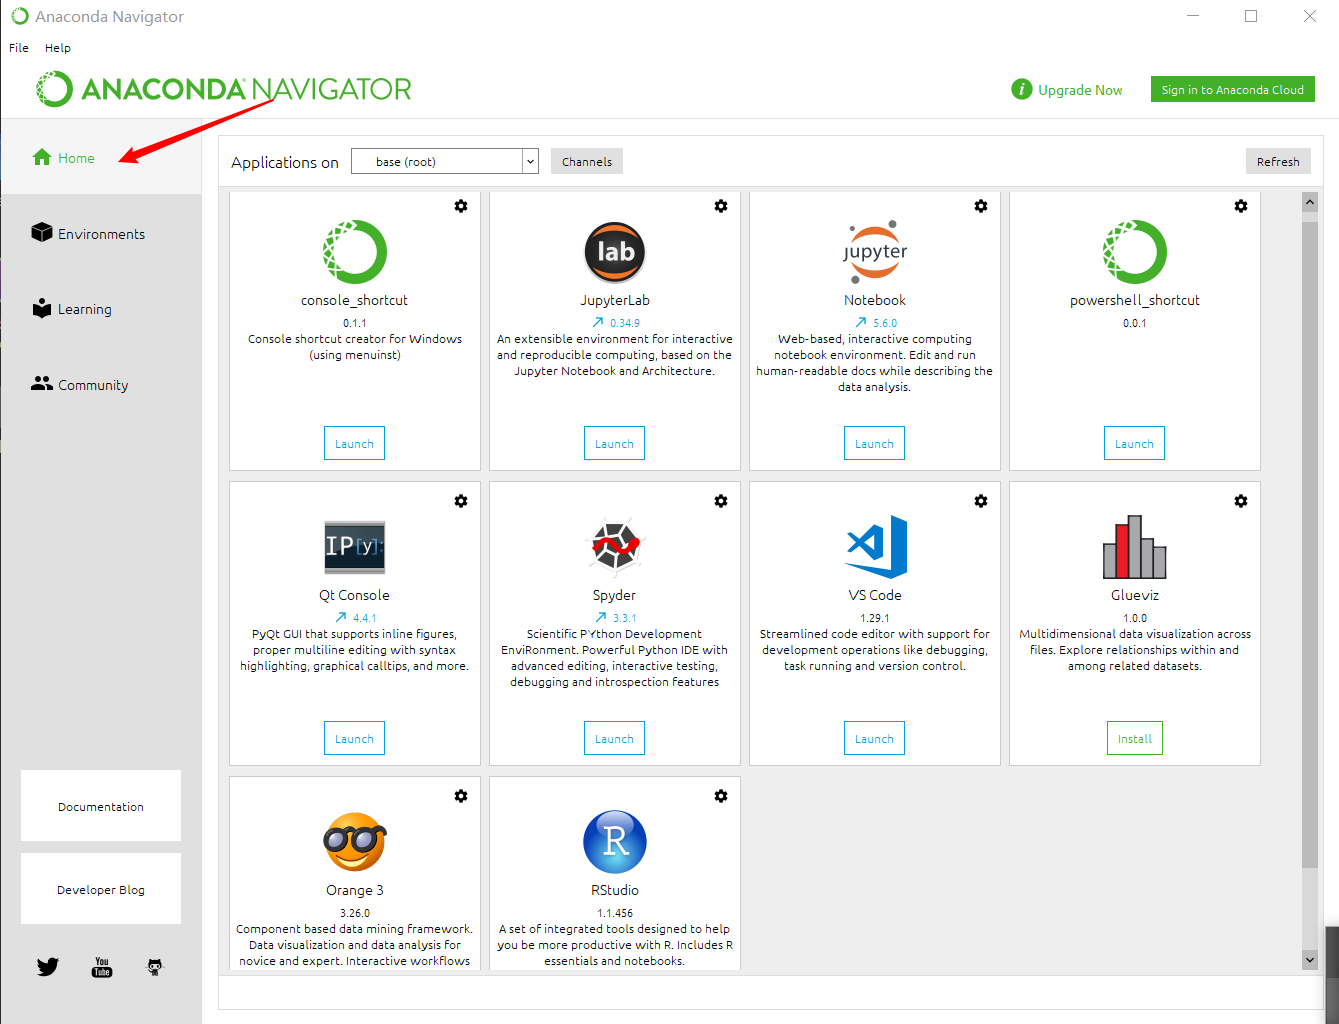 Anaconda Navigator
File Help
ANACONDA NAVIGATOR
Upgrade Now
Sign in to Anaconda Cloud
Home
Environments
Learning
Community
Documentation
Developer Blog
You
Tube
Applications on base (root) Channels Refresh
console_shortcut
0.1.1
Console shortcut creator for Windows
(using menuinst)
Launch
lab
JupyterLab
0.34.9
An extensible environment for interactive
and reproducible computing, based on the
Jupyter Notebook and Architecture.
Launch
jupyter
Notebook
5.6.0
Web-based, interactive computing
notebook environment. Edit and run
human-readable docs while describing the
data analysis.
Launch
powershell_shortcut
0.0.1
Launch
IP[y]:
Qt Console
4.4.1
PyQt GUI that supports inline figures,
proper multiline editing with syntax
highlighting, graphical calltips, and more.
Launch
Spyder
3.3.1
Scientific PYthon Development
EnviRonment. Powerful Python IDE with
advanced editing, interactive testing,
debugging and introspection features
Launch
VS Code
1.29.1
Streamlined code editor with support for
development operations like debugging,
task running and version control.
Launch
Glueviz
1.0.0
Multidimensional data visualization across
files. Explore relationships within and
among related datasets.
Install
Orange 3
3.26.0
Component based data mining framework.
Data visualization and data analysis for
novice and expert. Interactive workflows
R
RStudio
1.1.456
A set of integrated tools designed to help
you be more productive with R. Includes R
essentials and notebooks.